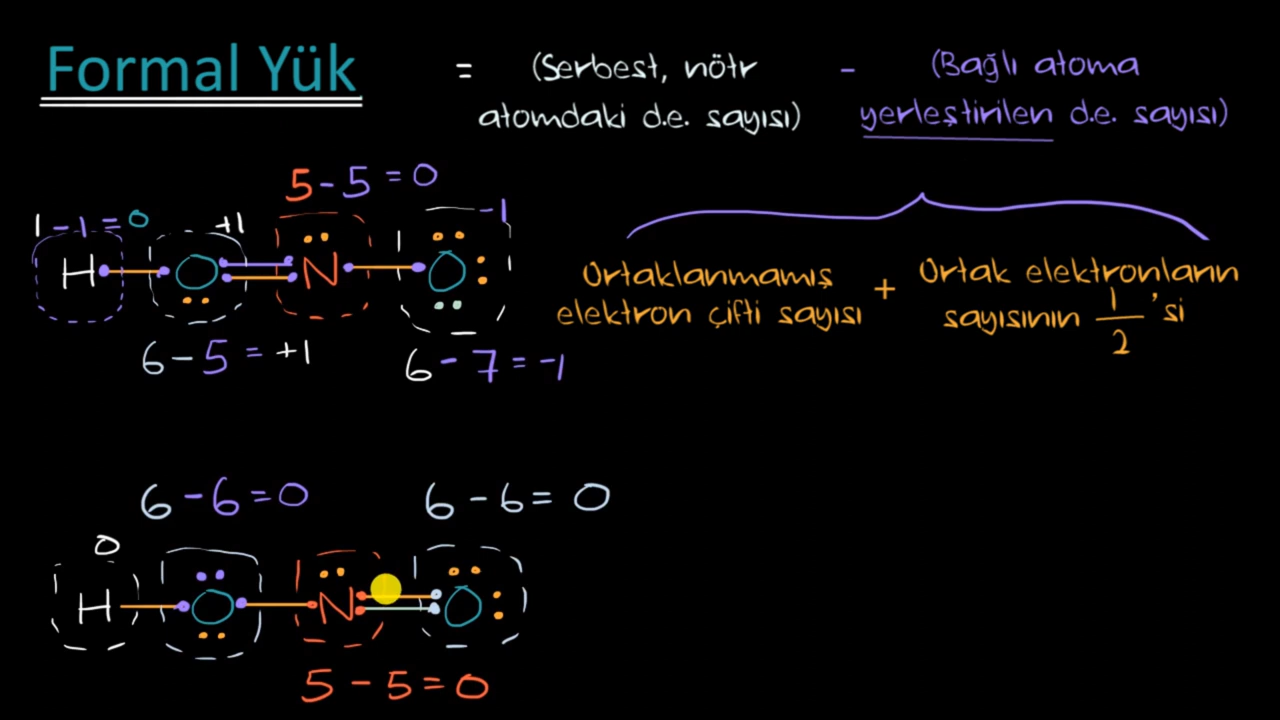 Formal Yük = (Serbest, nötr atomdaki d.e. sayısı) - (Bağlı atoma yerleştirilen d.e. sayısı)
5-5=0
1-1=0 +1 -1
H O N O
6-5=+1 6-7=-1
Ortaklanmamış elektron çifti sayısı + Ortak elektronların sayısının 1/2 'si
6-6=0 6-6=0
0
H O N O
5-5=0